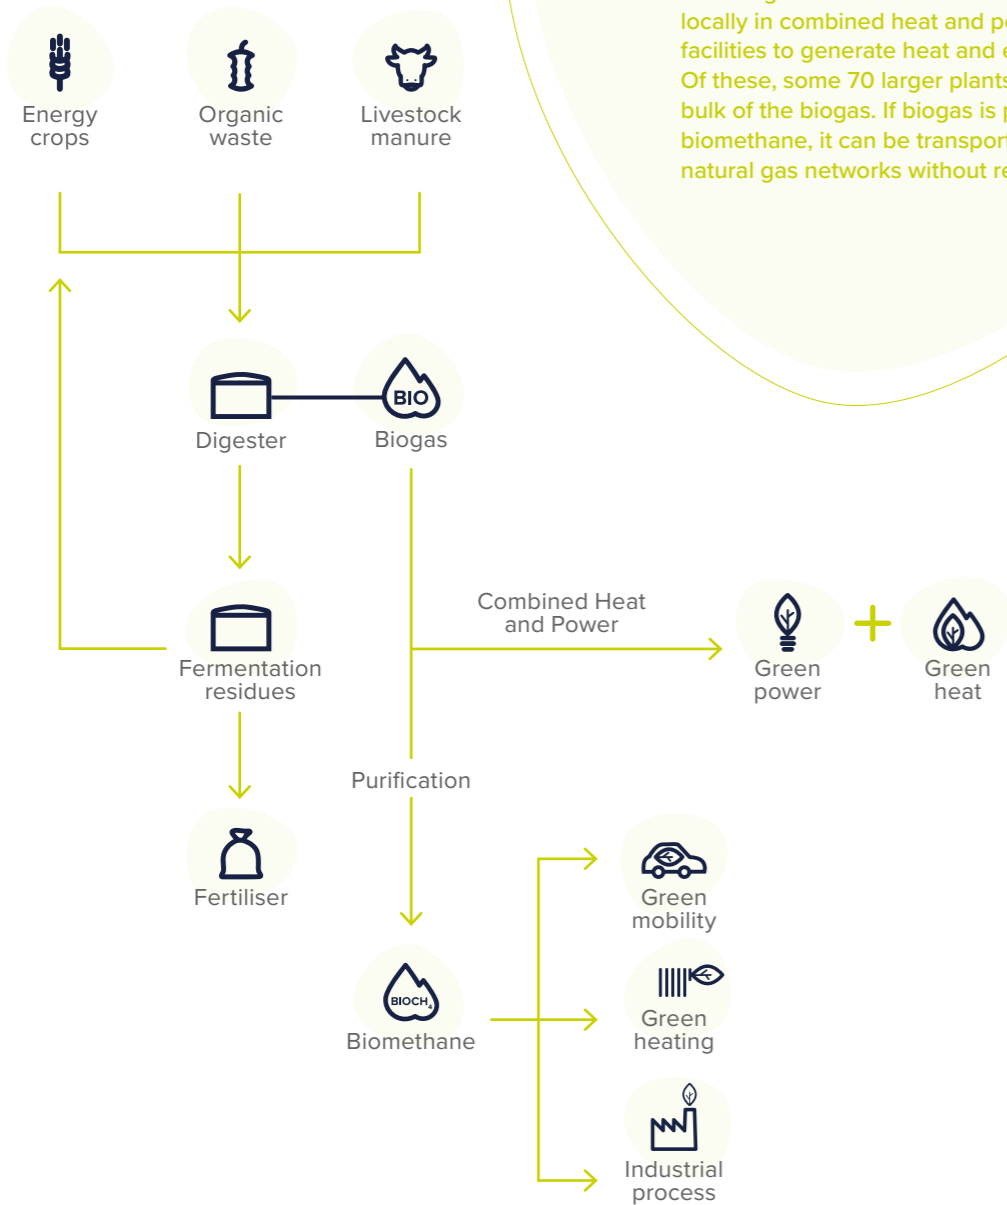 locally in combined heat and
facilities to generate heat and
Of these, some 70 larger plants
bulk of the biogas. If biogas is
biomethane, it can be
natural gas networks without
Energy
crops
Organic
waste
Livestock
manure
Digester
BIO
Biogas
Combined Heat
and Power
Green
power
+
Green
heat
Fermentation
residues
Purification
Fertiliser
BIOCH₄
Biomethane
Green
mobility
Green
heating
Industrial
process